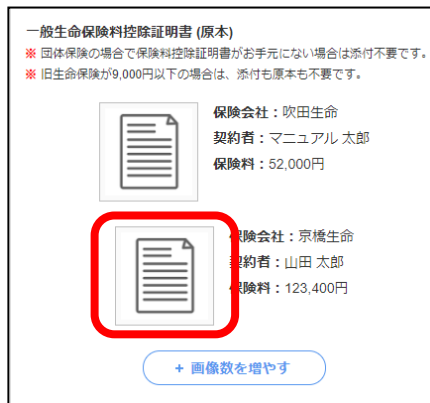 一般生命保険料控除証明書 (原本)
※ 団体保険の場合で保険料控除証明書がお手元にない場合は添付不要です。
※ 旧生命保険が9,000円以下の場合は、添付も原本も不要です。
保険会社：吹田生命
契約者：マニュアル 太郎
保険料：52,000円
保険会社：京橋生命
契約者：山田 太郎
保険料：123,400円
+ 画像数を増やす